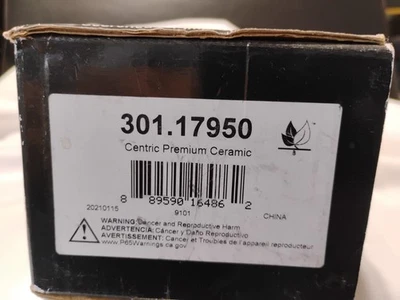 301.17950
Centric Premium Ceramic
8 89590 16486 2
20210115 9101 CHINA
WARNING: Cancer and Reproductive Harm
ADVERTENCIA: Cáncer y Daño Reproductivo
AVERTISSEMENT: Cancer et Troubles de l'appareil reproducteur
www.P65Warnings.ca.gov